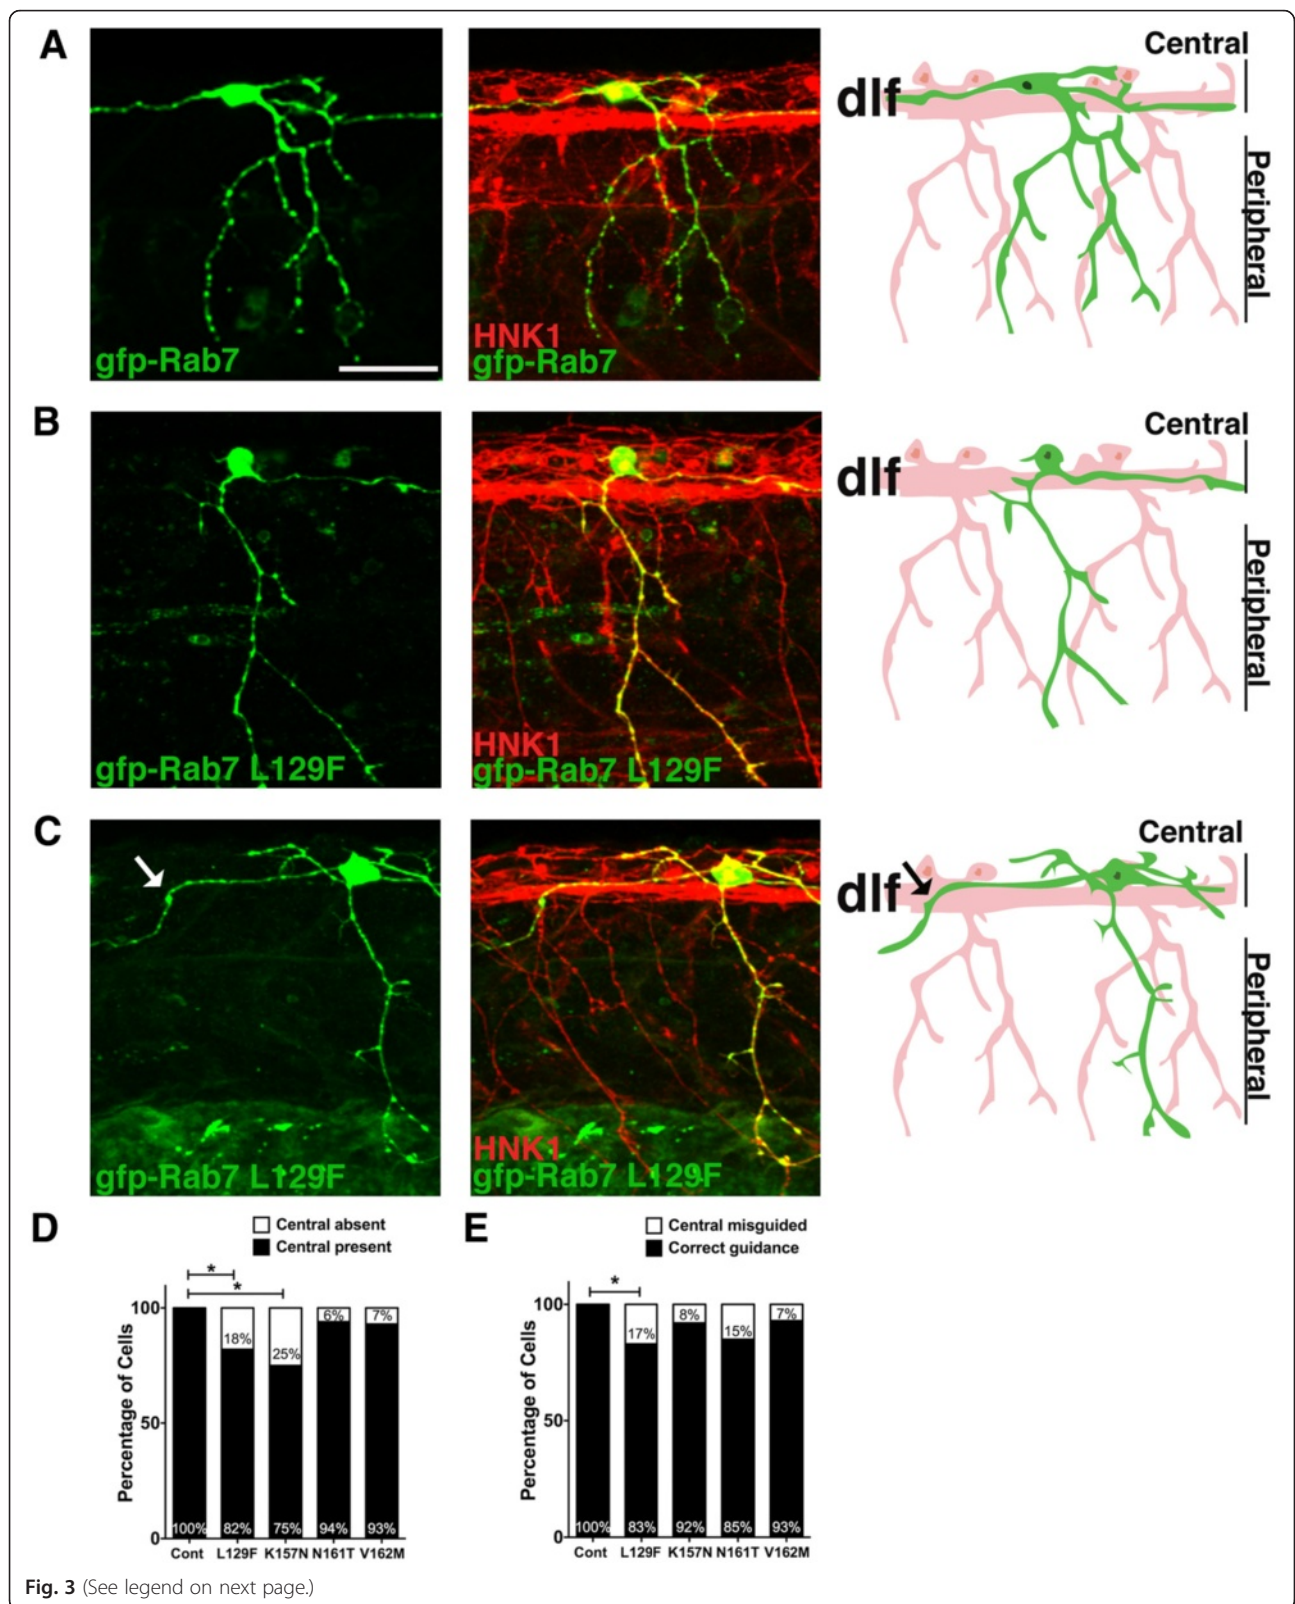 A
gfp-Rab7
HNK1
gfp-Rab7
Central
dlf
Peripheral
B
gfp-Rab7 L129F
HNK1
gfp-Rab7 L129F
Central
dlf
Peripheral
C
gfp-Rab7 L129F
HNK1
gfp-Rab7 L129F
Central
dlf
Peripheral
D
Central absent
Central present
* 
*
Percentage of Cells
100
50
0
18%
25%
6%
7%
100% 82% 75% 94% 93%
Cont L129F K157N N161T V162M
E
Central misguided
Correct guidance
*
Percentage of Cells
100
50
0
17%
8%
15%
7%
100% 83% 92% 85% 93%
Cont L129F K157N N161T V162M
Fig. 3 (See legend on next page.)